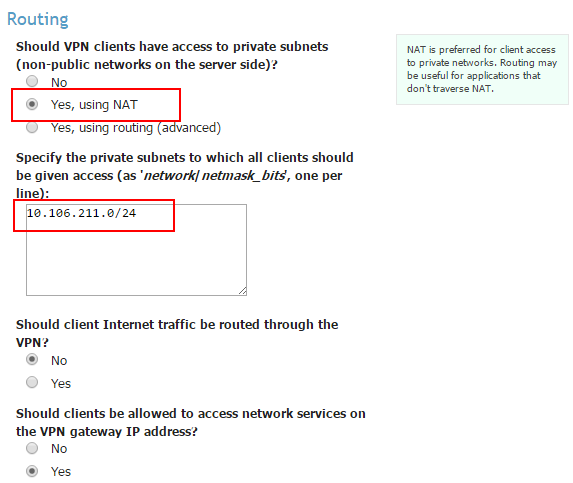 Routing
Should VPN clients have access to private subnets
(non-public networks on the server side)?
No
Yes, using NAT
Yes, using routing (advanced)
NAT is preferred for client access
to private networks. Routing may
be useful for applications that
don't traverse NAT.
Specify the private subnets to which all clients should
be given access (as 'network/netmask_bits', one per
line):
10.106.211.0/24
Should client Internet traffic be routed through the
VPN?
No
Yes
Should clients be allowed to access network services on
the VPN gateway IP address?
No
Yes